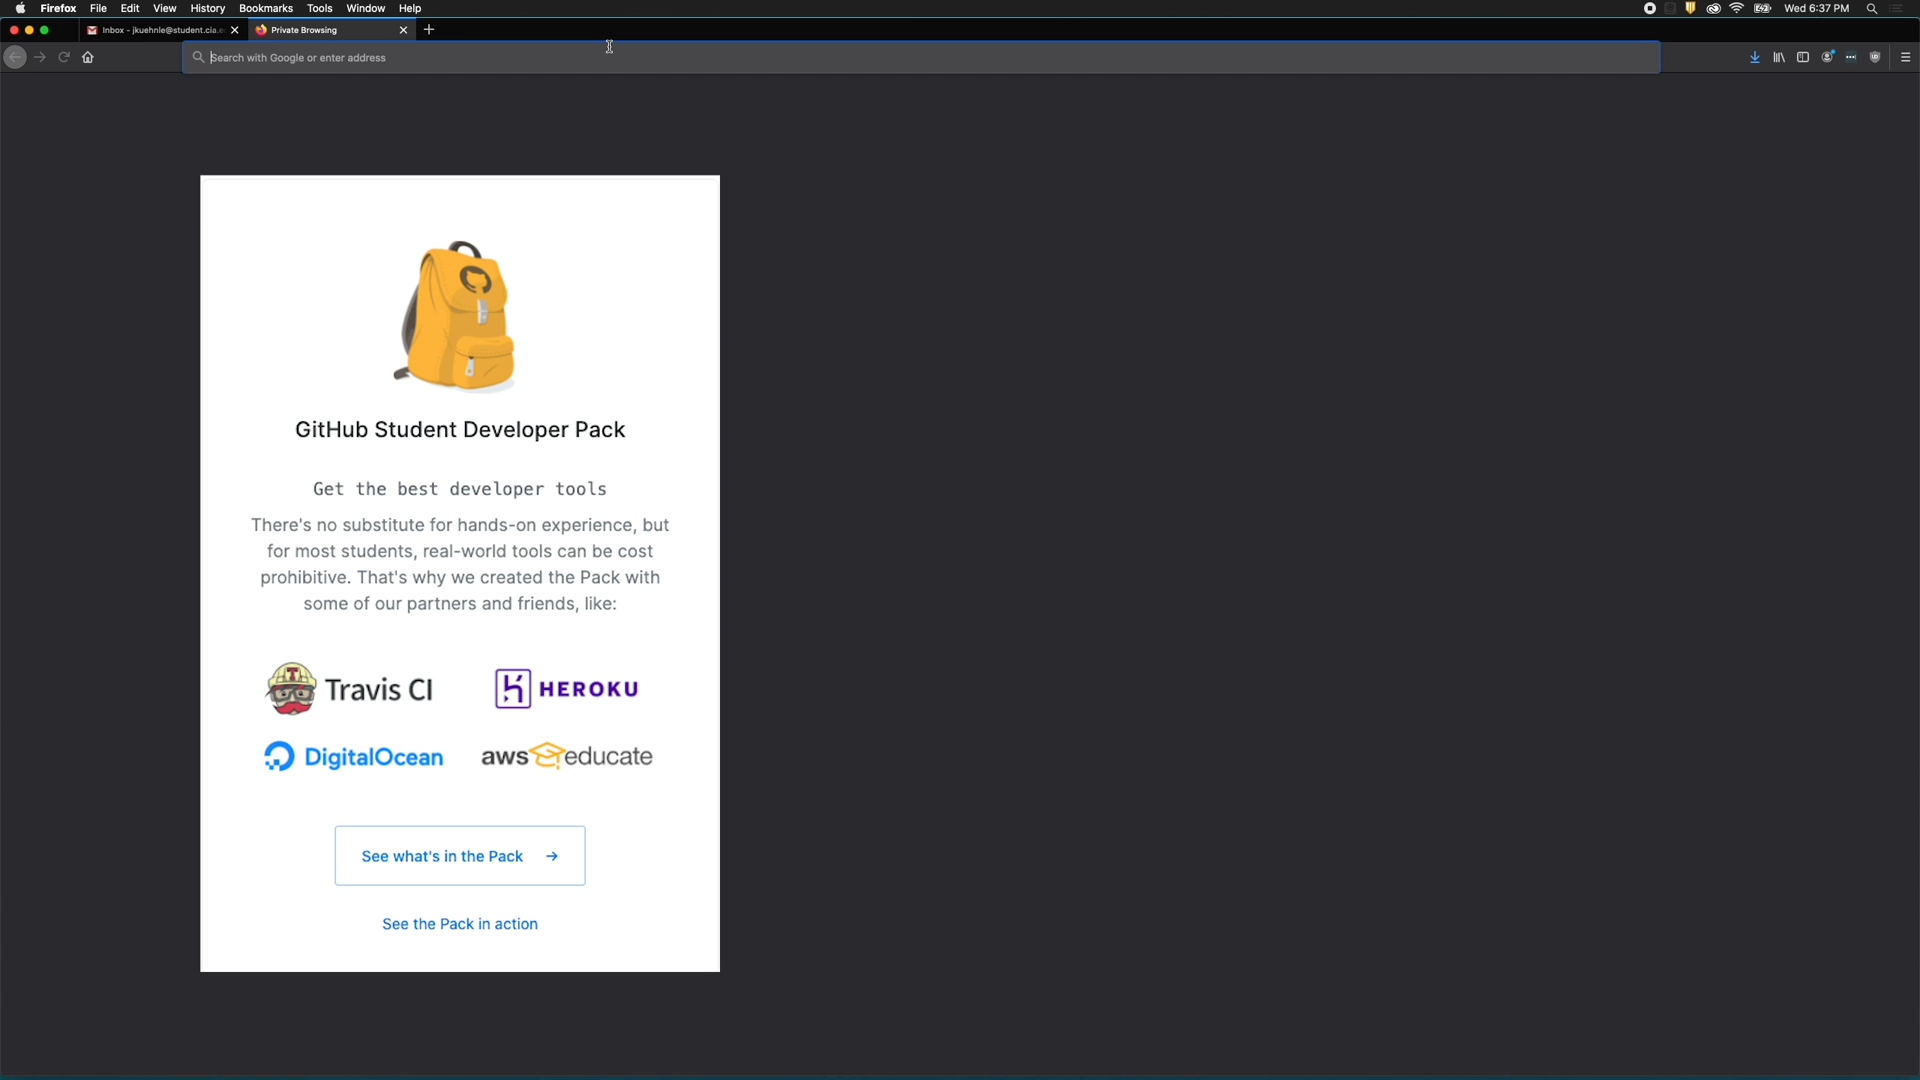 Firefox File Edit View History Bookmarks Tools Window Help Wed 6:37 PM
Inbox - jkuehnle@student.cia.e Private Browsing
Search with Google or enter address
GitHub Student Developer Pack
Get the best developer tools
There's no substitute for hands-on experience, but
for most students, real-world tools can be cost
prohibitive. That's why we created the Pack with
some of our partners and friends, like:
Travis CI HEROKU
DigitalOcean aws educate
See what's in the Pack →
See the Pack in action